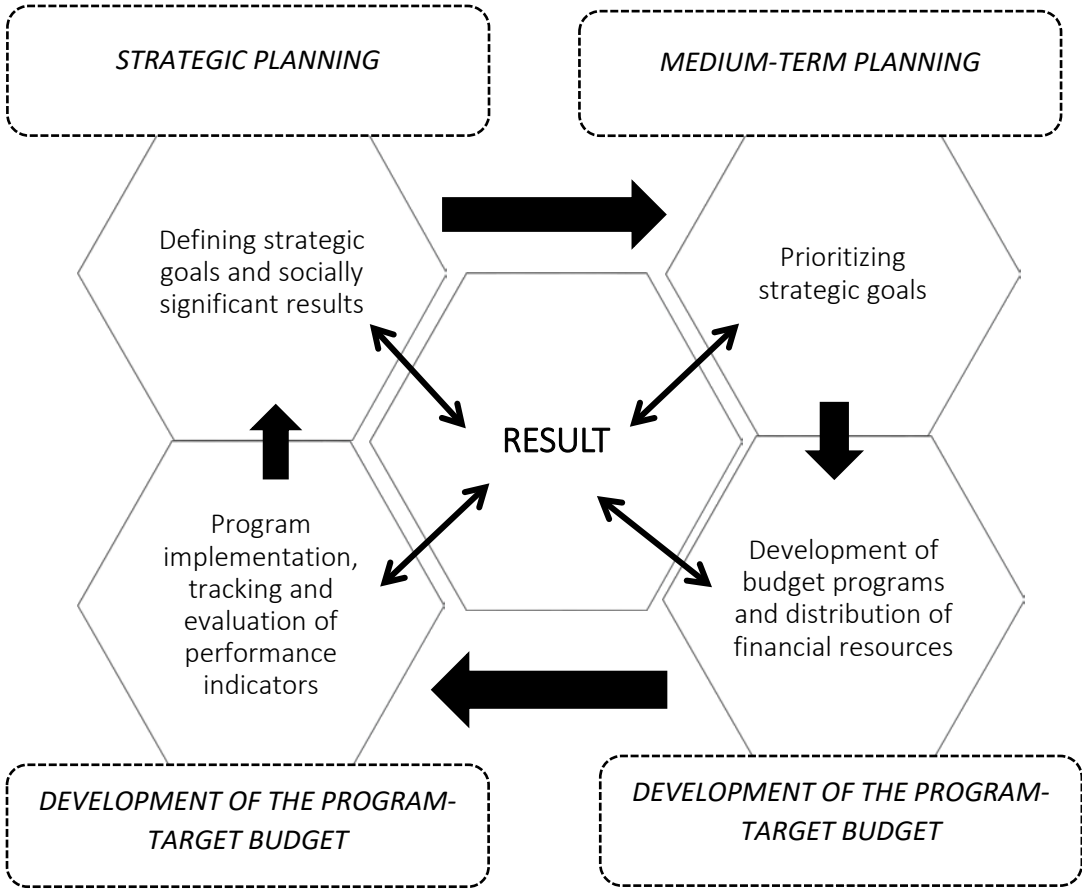 STRATEGIC PLANNING
MEDIUM-TERM PLANNING
Defining strategic
goals and socially
significant results
Prioritizing
strategic goals
RESULT
Program
implementation,
tracking and
evaluation of
performance
indicators
Development of
budget programs
and distribution of
financial resources
DEVELOPMENT OF THE PROGRAM-
TARGET BUDGET
DEVELOPMENT OF THE PROGRAM-
TARGET BUDGET